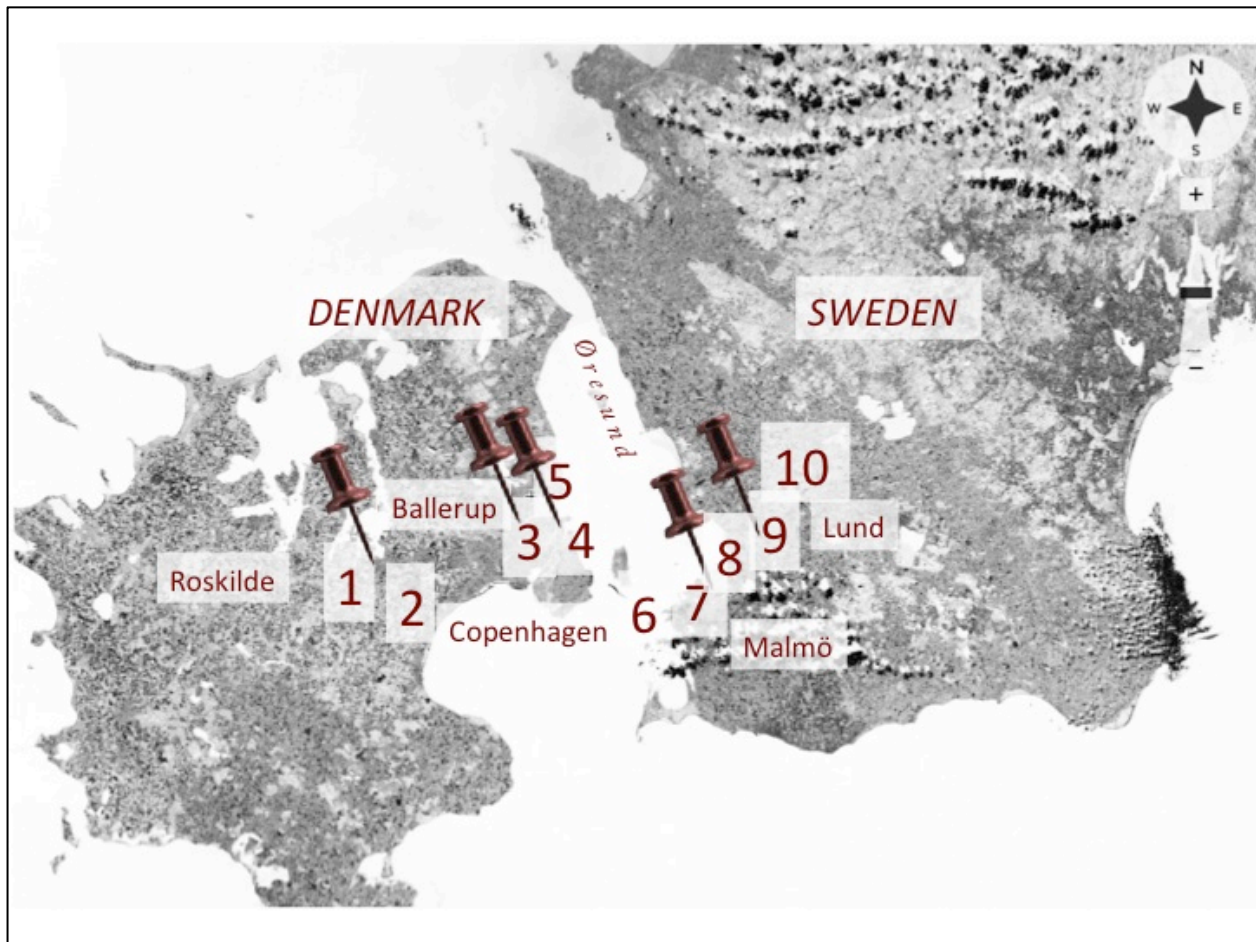 N
W E
S
+
−
DENMARK
SWEDEN
Øresund
5
10
Ballerup
3
4
8
9
Lund
Roskilde
1
2
6
7
Copenhagen
Malmö